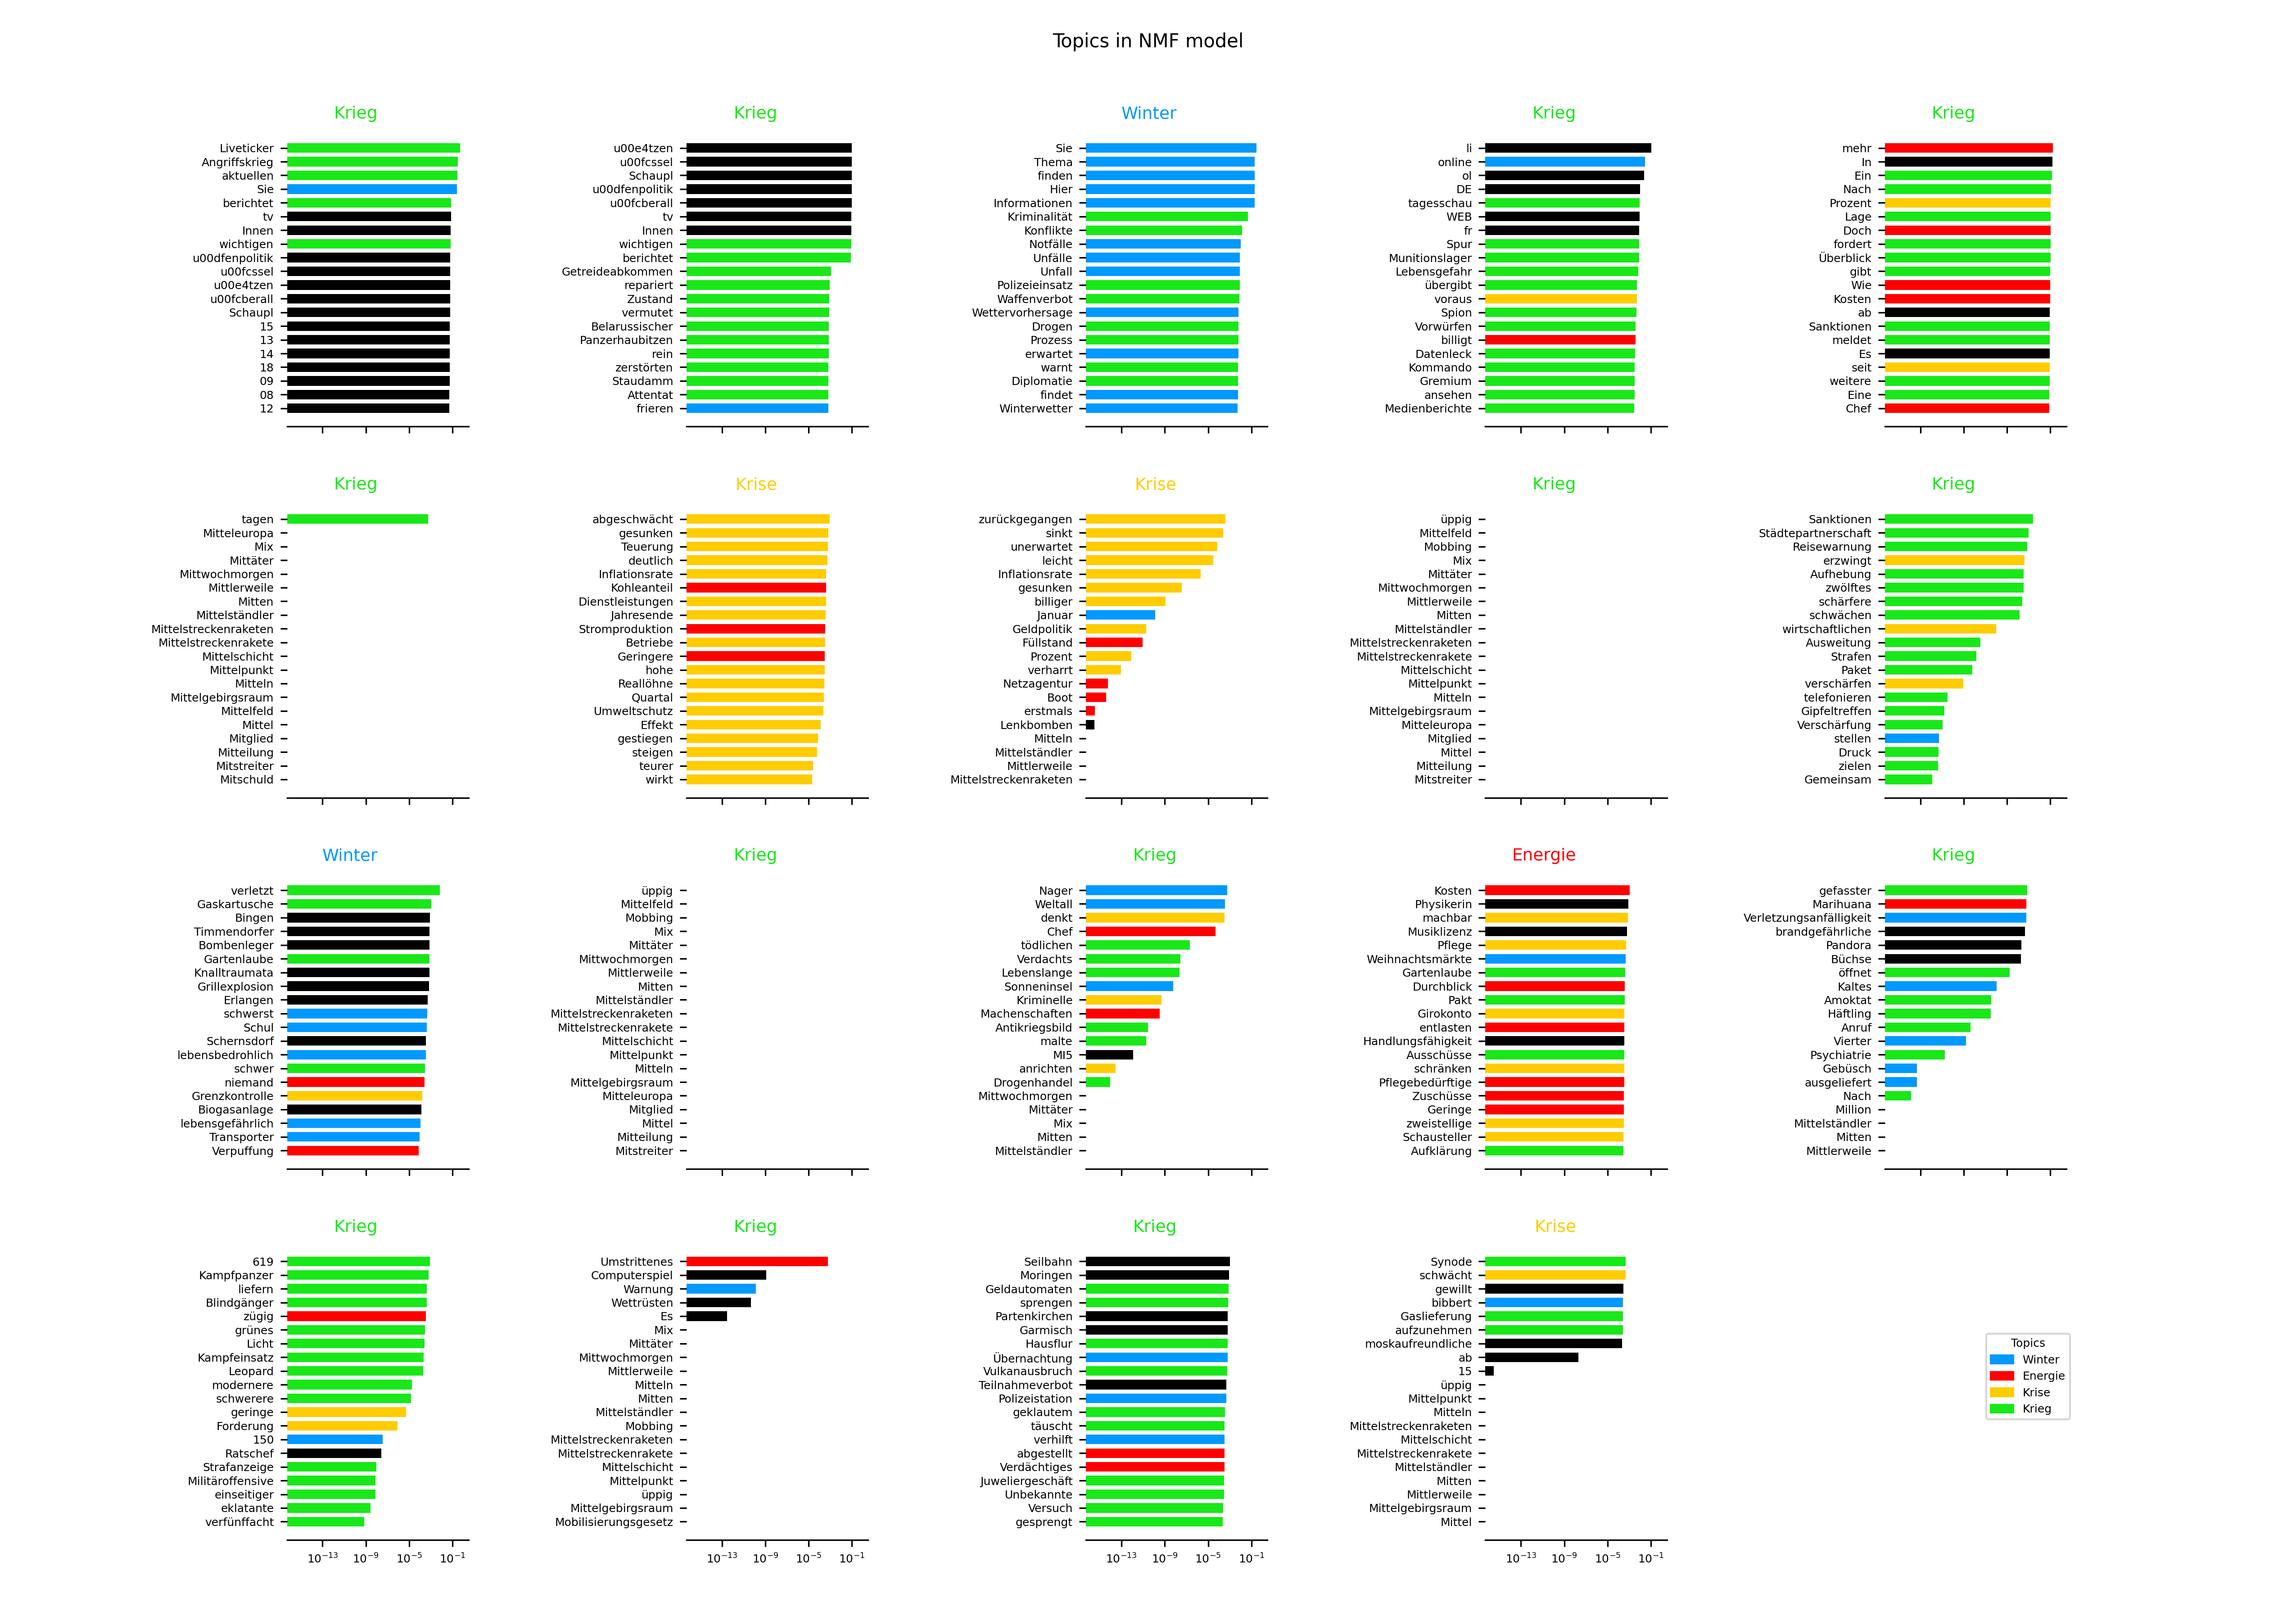 Topics in NMF model
Krieg
Liveticker
Angriffskrieg
aktuellen
Sie
berichtet
tv
Innen
wichtigen
u00dfenpolitik
u00fcssel
u00e4tzen
u00fcberall
Schaupl
15
13
14
18
09
08
12
Krieg
u00e4tzen
u00fcssel
Schaupl
u00dfenpolitik
u00fcberall
tv
Innen
wichtigen
berichtet
Getreideabkommen
repariert
Zustand
vermutet
Belarussischer
Panzerhaubitzen
rein
zerstörten
Staudamm
Attentat
frieren
Winter
Sie
Thema
finden
Hier
Informationen
Kriminalität
Konflikte
Notfälle
Unfälle
Unfall
Polizeieinsatz
Waffenverbot
Wettervorhersage
Drogen
Prozess
erwartet
warnt
Diplomatie
findet
Winterwetter
Krieg
li
online
ol
DE
tagesschau
WEB
fr
Spur
Munitionslager
Lebensgefahr
übergibt
voraus
Spion
Vorwürfen
billigt
Datenleck
Kommando
Gremium
ansehen
Medienberichte
Krieg
mehr
In
Ein
Nach
Prozent
Lage
Doch
fordert
Überblick
gibt
Wie
Kosten
ab
Sanktionen
meldet
Es
seit
weitere
Eine
Chef
Krieg
tagen
Mitteleuropa
Mix
Mittäter
Mittwochmorgen
Mittlerweile
Mitten
Mittelständler
Mittelstreckenraketen
Mittelstreckenrakete
Mittelschicht
Mittelpunkt
Mitteln
Mittelgebirgsraum
Mittelfeld
Mittel
Mitglied
Mitteilung
Mitstreiter
Mitschuld
Krise
abgeschwächt
gesunken
Teuerung
deutlich
Inflationsrate
Kohleanteil
Dienstleistungen
Jahresende
Stromproduktion
Betriebe
Geringere
hohe
Reallöhne
Quartal
Umweltschutz
Effekt
gestiegen
steigen
teurer
wirkt
Krise
zurückgegangen
sinkt
unerwartet
leicht
Inflationsrate
gesunken
billiger
Januar
Geldpolitik
Füllstand
Prozent
verharrt
Netzagentur
Boot
erstmals
Lenkbomben
Mitteln
Mittelständler
Mittlerweile
Mittelstreckenraketen
Krieg
üppig
Mittelfeld
Mobbing
Mix
Mittäter
Mittwochmorgen
Mittlerweile
Mitten
Mittelständler
Mittelstreckenraketen
Mittelstreckenrakete
Mittelschicht
Mittelpunkt
Mitteln
Mittelgebirgsraum
Mitteleuropa
Mitglied
Mittel
Mitteilung
Mitstreiter
Krieg
Sanktionen
Städtepartnerschaft
Reisewarnung
erzwingt
Aufhebung
zwölftes
schärfere
schwächen
wirtschaftlichen
Ausweitung
Strafen
Paket
verschärfen
telefonieren
Gipfeltreffen
Verschärfung
stellen
Druck
zielen
Gemeinsam
Winter
verletzt
Gaskartusche
Bingen
Timmendorfer
Bombenleger
Gartenlaube
Knalltraumata
Grillexplosion
Erlangen
schwerst
Schul
Schernsdorf
lebensbedrohlich
schwer
niemand
Grenzkontrolle
Biogasanlage
lebensgefährlich
Transporter
Verpuffung
Krieg
üppig
Mittelfeld
Mobbing
Mix
Mittäter
Mittwochmorgen
Mittlerweile
Mitten
Mittelständler
Mittelstreckenraketen
Mittelstreckenrakete
Mittelschicht
Mittelpunkt
Mitteln
Mittelgebirgsraum
Mitteleuropa
Mitglied
Mittel
Mitteilung
Mitstreiter
Krieg
Nager
Weltall
denkt
Chef
tödlichen
Verdachts
Lebenslange
Sonneninsel
Kriminelle
Machenschaften
Antikriegsbild
malte
MI5
anrichten
Drogenhandel
Mittwochmorgen
Mittäter
Mix
Mitten
Mittelständler
Energie
Kosten
Physikerin
machbar
Musiklizenz
Pflege
Weihnachtsmärkte
Gartenlaube
Durchblick
Pakt
Girokonto
entlasten
Handlungsfähigkeit
Ausschüsse
schränken
Pflegebedürftige
Zuschüsse
Geringe
zweistellige
Schausteller
Aufklärung
Krieg
gefasster
Marihuana
Verletzungsanfälligkeit
brandgefährliche
Pandora
Büchse
öffnet
Kaltes
Amoktat
Häftling
Anruf
Vierter
Psychiatrie
Gebüsch
ausgeliefert
Nach
Million
Mittelständler
Mitten
Mittlerweile
Krieg
619
Kampfpanzer
liefern
Blindgänger
zügig
grünes
Licht
Kampfeinsatz
Leopard
modernere
schwerere
geringe
Forderung
150
Ratschef
Strafanzeige
Militäroffensive
einseitiger
eklatante
verfünffacht
10⁻¹³ 10⁻⁹ 10⁻⁵ 10⁻¹
Krieg
Umstrittenes
Computerspiel
Warnung
Wettrüsten
Es
Mix
Mittäter
Mittwochmorgen
Mittlerweile
Mitteln
Mitten
Mittelständler
Mobbing
Mittelstreckenraketen
Mittelstreckenrakete
Mittelschicht
Mittelpunkt
üppig
Mittelgebirgsraum
Mobilisierungsgesetz
10⁻¹³ 10⁻⁹ 10⁻⁵ 10⁻¹
Krieg
Seilbahn
Moringen
Geldautomaten
sprengen
Partenkirchen
Garmisch
Hausflur
Übernachtung
Vulkanausbruch
Teilnahmeverbot
Polizeistation
geklautem
täuscht
verhilft
abgestellt
Verdächtiges
Juweliergeschäft
Unbekannte
Versuch
gesprengt
10⁻¹³ 10⁻⁹ 10⁻⁵ 10⁻¹
Krise
Synode
schwächt
gewillt
bibbert
Gaslieferung
aufzunehmen
moskaufreundliche
ab
15
üppig
Mittelpunkt
Mitteln
Mittelstreckenraketen
Mittelschicht
Mittelstreckenrakete
Mittelständler
Mitten
Mittlerweile
Mittelgebirgsraum
Mittel
10⁻¹³ 10⁻⁹ 10⁻⁵ 10⁻¹
Topics
Winter
Energie
Krise
Krieg